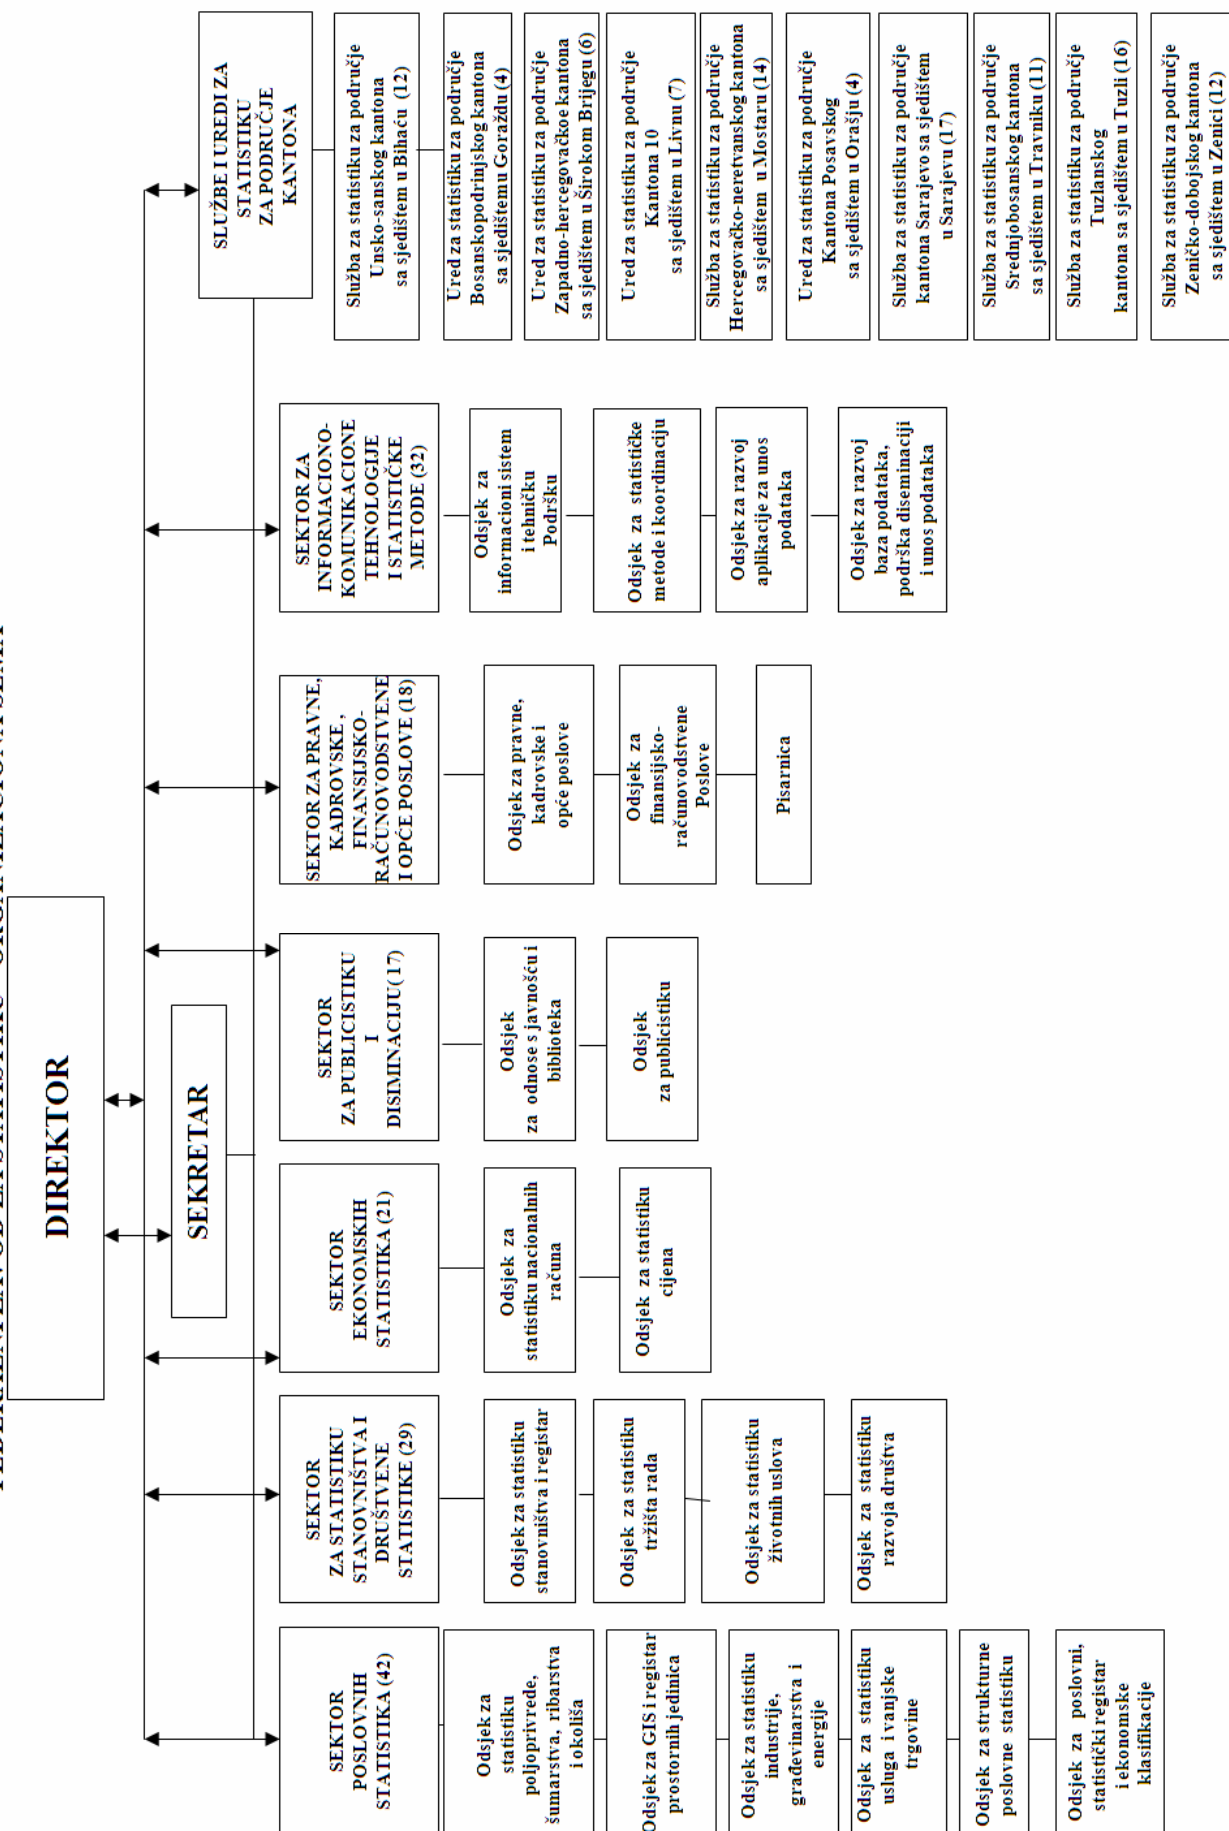 DIREKTOR
SEKRETAR
SEKTOR
POSLOVNIH
STATISTIKA (42)
Odsjek za
statistiku
poljoprivrede,
šumarstva, ribarstva
i okoliša
Odsjek za GIS i registar
prostornih jedinica
Odsjek za statistiku
industrije,
građevinarstva i
energije
Odsjek za statistiku
usluga i vanjske
trgovine
Odsjek za strukturne
poslovne statistiku
Odsjek za poslovni,
statistički registar
i ekonomske
klasifikacije
SEKTOR
ZA STATISTIKU
STANOVNIŠTVA I
DRUŠTVENE
STATISTIKE (29)
Odsjek za statistiku
stanovništva i registar
Odsjek za statistiku
tržišta rada
Odsjek za statistiku
životnih uslova
Odsjek za statistiku
razvoja društva
SEKTOR
EKONOMSKIH
STATISTIKA (21)
Odsjek za
statistiku nacionalnih
računa
Odsjek za statistiku
cijena
SEKTOR
ZA PUBLICISTIKU
I
DISIMINACIJU(17)
Odsjek
za odnose s javnošću i
biblioteka
Odsjek
za publicistiku
SEKTOR ZA PRAVNE,
KADROVSKE ,
FINANSIJSKO-
RAČUNOVODSTVENE
I OPĆE POSLOVE (18)
Odsjek za pravne,
kadrovske i
opće poslove
Odsjek za
finansijsko-
računovodstvene
Poslove
Pisarnica
SEKTOR ZA
INFORMACIONO-
KOMUNIKACIONE
TEHNOLOGIJE
I STATISTIČKE
METODE (32)
Odsjek za
informacioni sistem
i tehničku
Podršku
Odsjek za statističke
metode i koordinaciju
Odsjek za razvoj
aplikacije za unos
podataka
Odsjek za razvoj
baza podataka,
podrška diseminaciji
i unos podataka
SLUŽBE I UREDI ZA
STATISTIKU
ZA PODRUČJE
KANTONA
Služba za statistiku za područje
Unsko-sanskog kantona
sa sjedištem u Bihaću (12)
Ured za statistiku za područje
Bosanskopodrinjskog kantona
sa sjedištemu Goraždu (4)
Ured za statistiku za područje
Zapadno-hercegovačkoe kantona
sa sjedištem u Širokom Brijegu (6)
Ured za statistiku za područje
Kantona 10
sa sjedištem u Livnu (7)
Služba za statistiku za područje
Hercegovačko-neretvanskog kantona
sa sjedištem u Mostaru (14)
Ured za statistiku za područje
Kantona Posavskog
sa sjedištem u Orašju (4)
Služba za statistiku za područje
kantona Sarajevo sa sjedištem
u Sarajevu (17)
Služba za statistiku za područje
Srednjobosanskog kantona
sa sjedištem u Travniku (11)
Služba za statistiku za područje
Tuzlanskog
kantona sa sjedištem u Tuzli (16)
Služba za statistiku za područje
Zeničko-dobojskog kantona
sa sjedištem u Zenici (12)